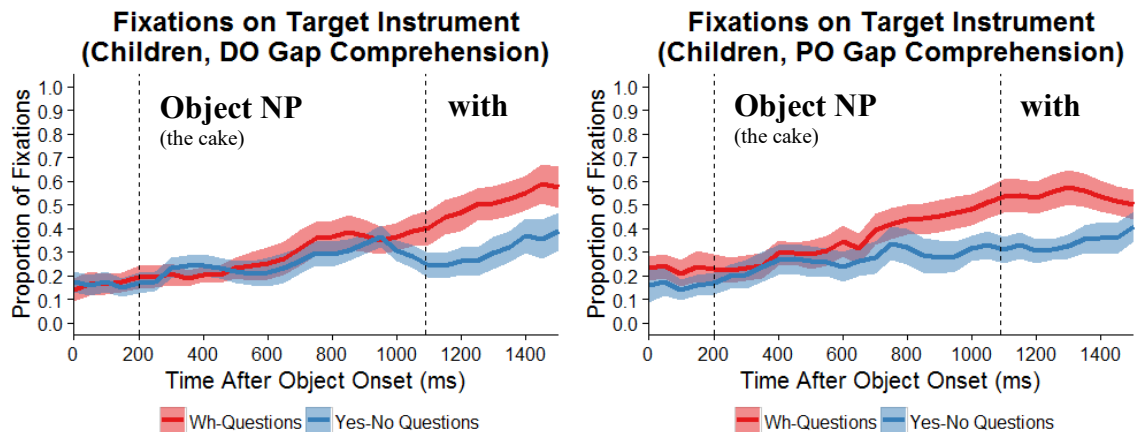 Fixations on Target Instrument
(Children, DO Gap Comprehension)
Proportion of Fixations
1.0
0.9
0.8
0.7
0.6
0.5
0.4
0.3
0.2
0.1
0.0
Object NP
(the cake)
with
0 200 400 600 800 1000 1200 1400
Time After Object Onset (ms)
Wh-Questions Yes-No Questions
Fixations on Target Instrument
(Children, PO Gap Comprehension)
Proportion of Fixations
1.0
0.9
0.8
0.7
0.6
0.5
0.4
0.3
0.2
0.1
0.0
Object NP
(the cake)
with
0 200 400 600 800 1000 1200 1400
Time After Object Onset (ms)
Wh-Questions Yes-No Questions